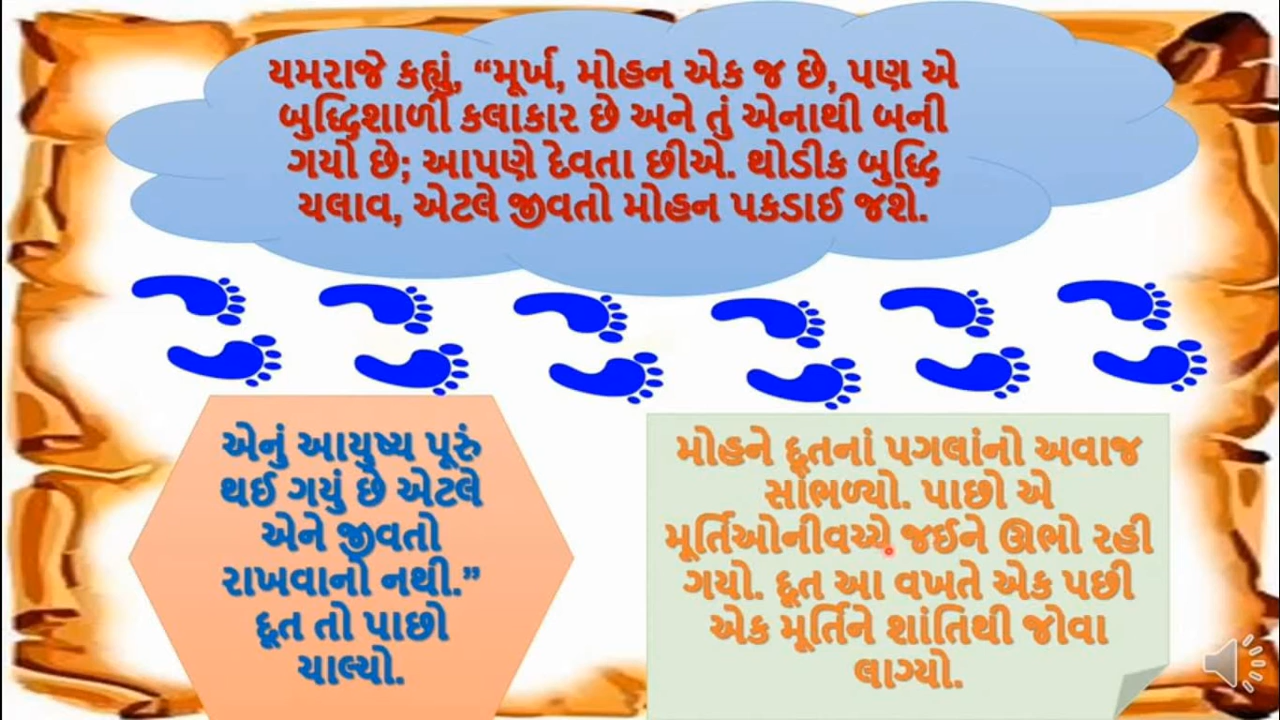 યમરાજે કહ્યું, “મૂર્ખ, મોહન એક જ છે, પણ એ
બુદ્ધિશાળી કલાકાર છે અને તું એનાથી બની
ગયો છે; આપણે દેવતા છીએ. થોડીક બુદ્ધિ
ચલાવ, એટલે જીવતો મોહન પકડાઈ જશે.
એનું આયુષ્ય પૂરું
થઈ ગયું છે એટલે
એને જીવતો
રાખવાનો નથી.”
દૂત તો પાછો
ચાલ્યો.
મોહને દૂતનાં પગલાંનો અવાજ
સાંભળ્યો. પાછો એ
મૂર્તિઓનીવચ્ચે જઈને ઊભો રહી
ગયો. દૂત આ વખતે એક પછી
એક મૂર્તિને શાંતિથી જોવા
લાગ્યો.